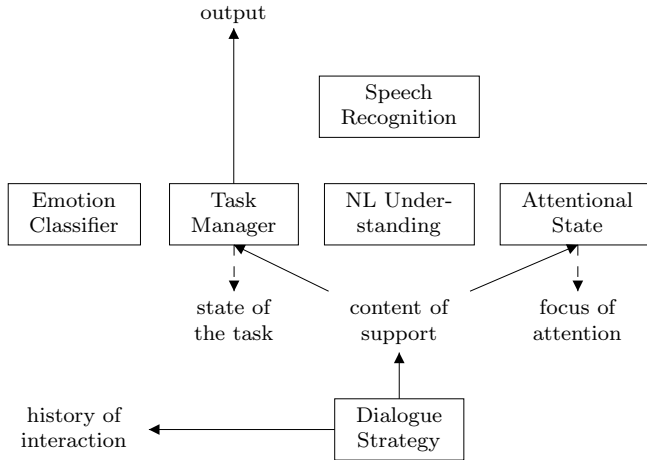 output
Speech
Recognition
Emotion
Classifier
Task
Manager
NL Under-
standing
Attentional
State
state of
the task
content of
support
focus of
attention
history of
interaction
Dialogue
Strategy